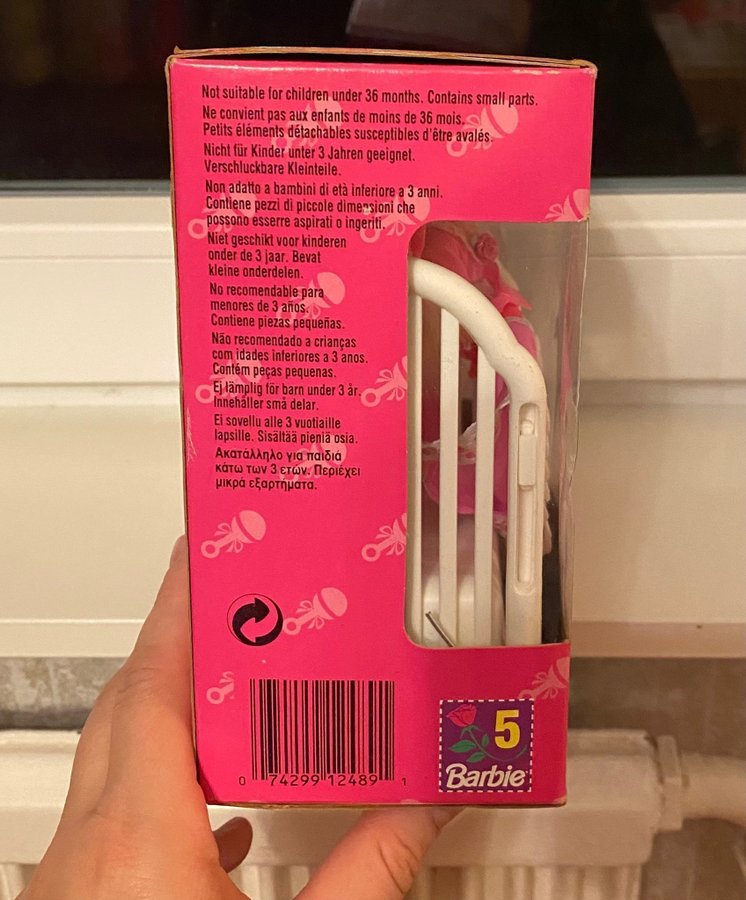 Not suitable for children under 36 months. Contains small parts.
Ne convient pas aux enfants de moins de 36 mois.
Petits éléments détachables susceptibles d'être avalés.
Nicht für Kinder unter 3 Jahren geeignet.
Verschluckbare Kleinteile.
Non adatto a bambini di età inferiore a 3 anni.
Contiene pezzi di piccole dimensioni che
possono esserre aspirati o ingeriti.
Niet geschikt voor kinderen
onder de 3 jaar. Bevat
kleine onderdelen.
No recomendable para
menores de 3 años.
Contiene piezas pequeñas.
Não recomendado a crianças
com idades inferiores a 3 anos.
Contém peças pequenas.
Ej lämplig för barn under 3 år.
Innehåller små delar.
Ei sovellu alle 3 vuotiaille
lapsille. Sisältää pieniä osia.
Ακατάλληλο για παιδιά
κάτω των 3 ετών. Περιέχει
μικρά εξαρτήματα.
0 74299 12489 1
5
Barbie